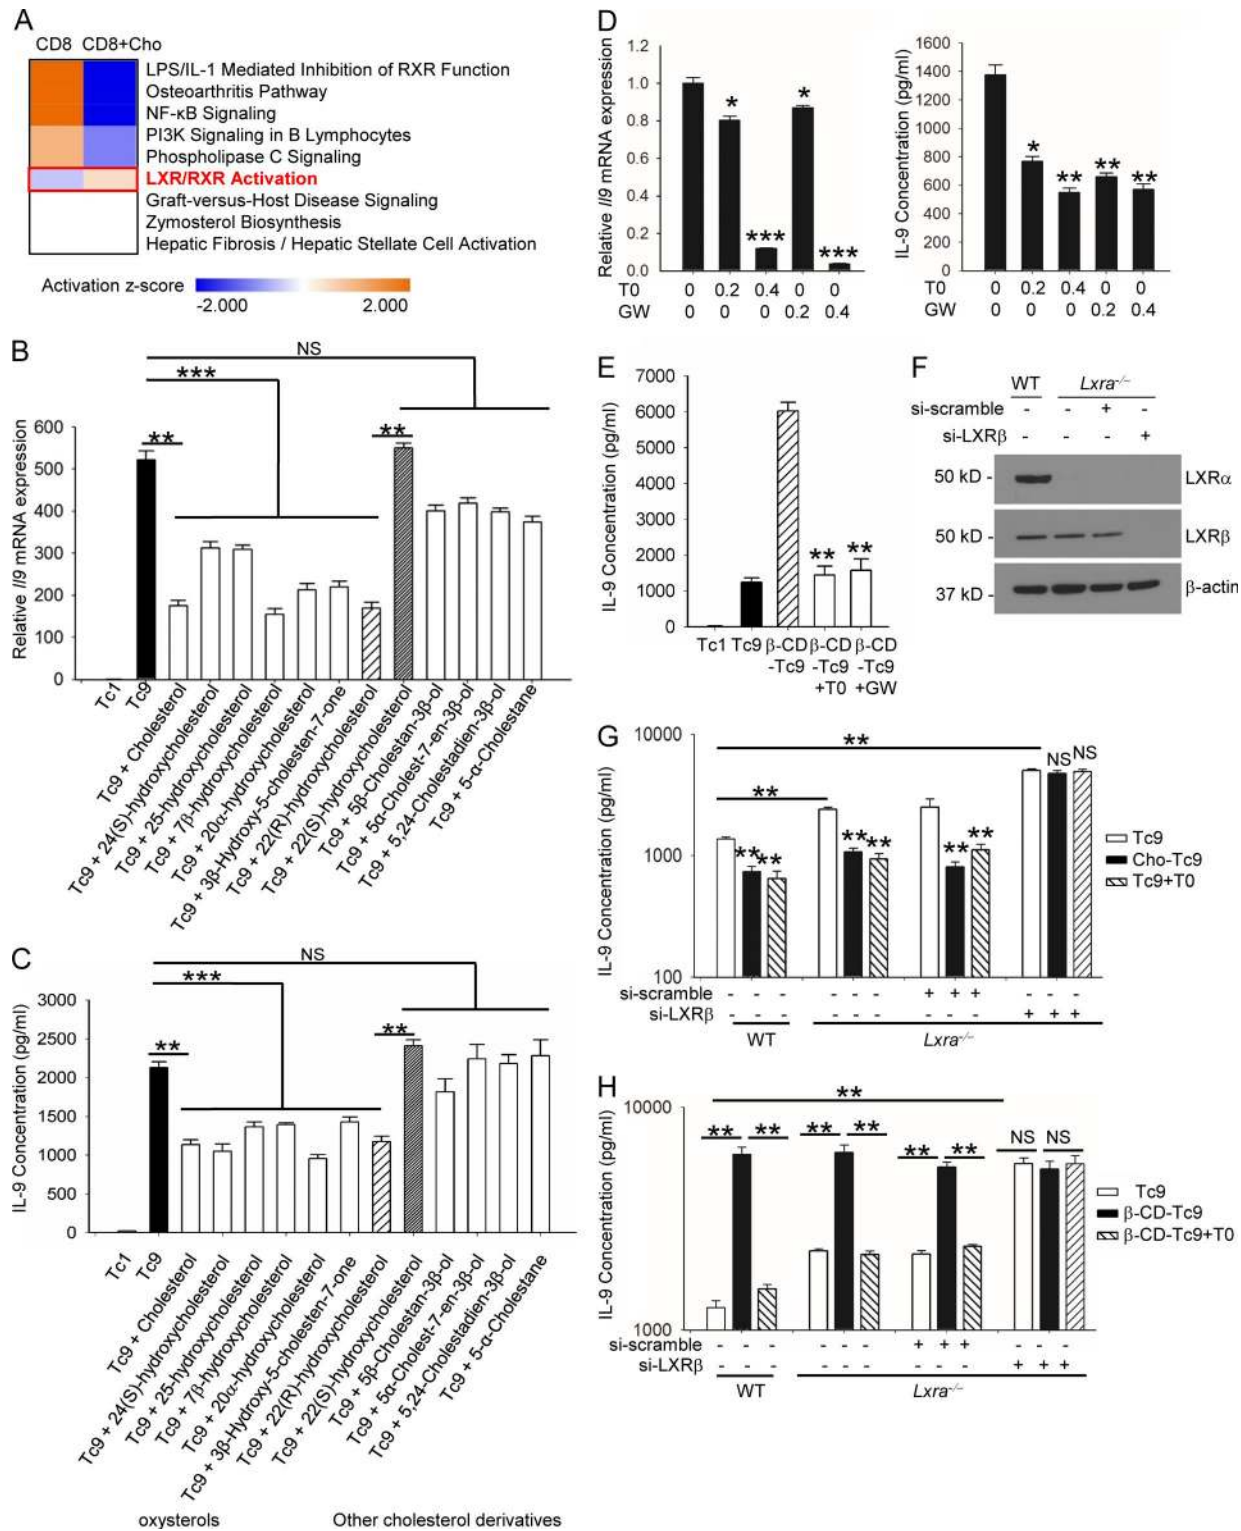 A
CD8 CD8+Cho
LPS/IL-1 Mediated Inhibition of RXR Function
Osteoarthritis Pathway
NF-κB Signaling
PI3K Signaling in B Lymphocytes
Phospholipase C Signaling
LXR/RXR Activation
Graft-versus-Host Disease Signaling
Zymosterol Biosynthesis
Hepatic Fibrosis / Hepatic Stellate Cell Activation
Activation z-score
-2.000 2.000
B
NS
***
**
**
Relative Il9 mRNA expression
600
500
400
300
200
100
0
Tc1
Tc9
Tc9 + Cholesterol
Tc9 + 24(S)-hydroxycholesterol
Tc9 + 25-hydroxycholesterol
Tc9 + 7β-hydroxycholesterol
Tc9 + 20α-hydroxycholesterol
Tc9 + 3β-Hydroxy-5-cholesten-7-one
Tc9 + 22(R)-hydroxycholesterol
Tc9 + 22(S)-hydroxycholesterol
Tc9 + 5β-Cholestan-3β-ol
Tc9 + 5α-Cholest-7-en-3β-ol
Tc9 + 5,24-Cholestadien-3β-ol
Tc9 + 5-α-Cholestane
C
NS
***
**
**
IL-9 Concentration (pg/ml)
3000
2500
2000
1500
1000
500
0
Tc1
Tc9
Tc9 + Cholesterol
Tc9 + 24(S)-hydroxycholesterol
Tc9 + 25-hydroxycholesterol
Tc9 + 7β-hydroxycholesterol
Tc9 + 20α-hydroxycholesterol
Tc9 + 3β-Hydroxy-5-cholesten-7-one
Tc9 + 22(R)-hydroxycholesterol
Tc9 + 22(S)-hydroxycholesterol
Tc9 + 5β-Cholestan-3β-ol
Tc9 + 5α-Cholest-7-en-3β-ol
Tc9 + 5,24-Cholestadien-3β-ol
Tc9 + 5-α-Cholestane
oxysterols Other cholesterol derivatives
D
Relative Il9 mRNA expression
1.2
1.0
0.8
0.6
0.4
0.2
0.0
* *** * ***
T0 0 0.2 0.4 0 0
GW 0 0 0 0.2 0.4
IL-9 Concentration (pg/ml)
1600
1400
1200
1000
800
600
400
200
0
* ** ** **
T0 0 0.2 0.4 0 0
GW 0 0 0 0.2 0.4
E
IL-9 Concentration (pg/ml)
7000
6000
5000
4000
3000
2000
1000
0
** **
Tc1 Tc9 β-CD β-CD β-CD
-Tc9 -Tc9 -Tc9
+T0 +GW
F
WT Lxra-/-
si-scramble - - + -
si-LXRβ - - - +
50 kD - LXRα
50 kD - LXRβ
37 kD - β-actin
G
IL-9 Concentration (pg/ml)
10000
1000
100
**
**
** ** ** ** ** ** NS NS
Tc9
Cho-Tc9
Tc9+T0
si-scramble - - - - - - + + + - - -
si-LXRβ - - - - - - - - - + + +
WT Lxra-/-
H
IL-9 Concentration (pg/ml)
10000
1000
**
** ** ** ** ** ** NS NS
Tc9
β-CD-Tc9
β-CD-Tc9+T0
si-scramble - - - - - - + + + - - -
si-LXRβ - - - - - - - - - + + +
WT Lxra-/-